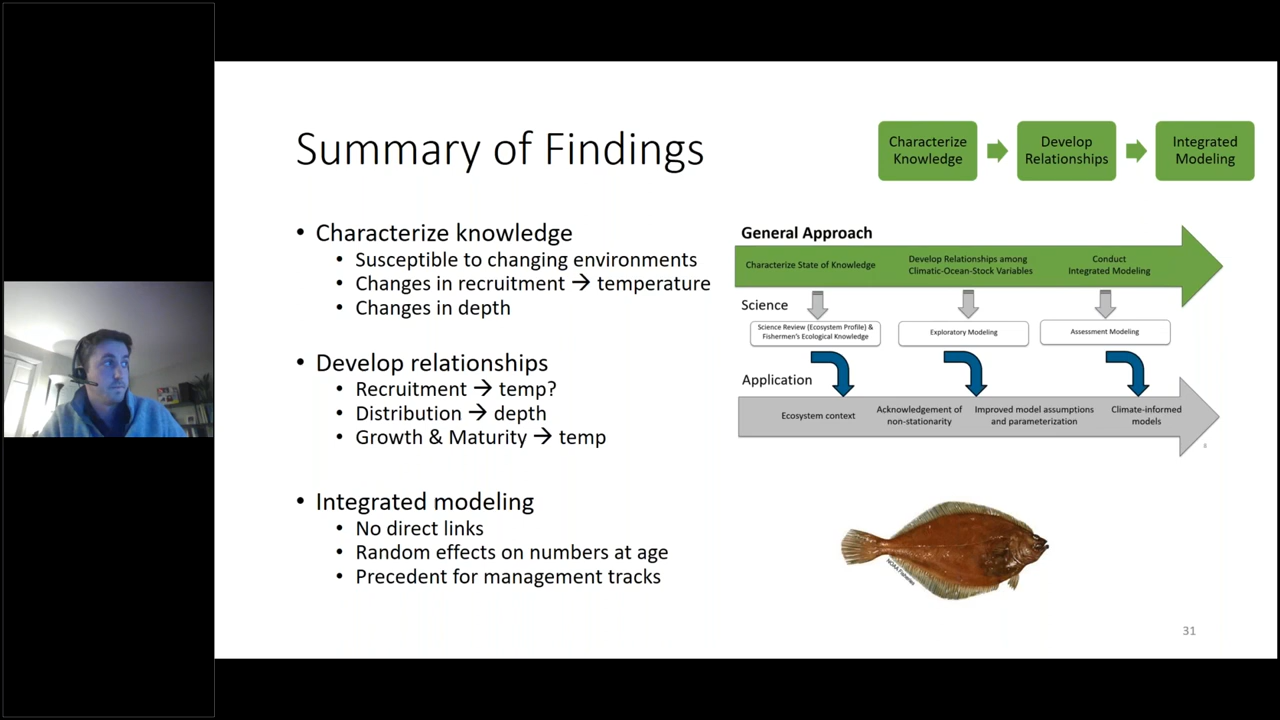 Summary of Findings
Characterize
Knowledge
Develop
Relationships
Integrated
Modeling
• Characterize knowledge
• Susceptible to changing environments
• Changes in recruitment → temperature
• Changes in depth
• Develop relationships
• Recruitment → temp?
• Distribution → depth
• Growth & Maturity → temp
• Integrated modeling
• No direct links
• Random effects on numbers at age
• Precedent for management tracks
General Approach
Characterize State of Knowledge
Develop Relationships among
Climatic-Ocean-Stock Variables
Conduct
Integrated Modeling
Science
Science Review (Ecosystem Profile) &
Fishermen's Ecological Knowledge
Exploratory Modeling
Assessment Modeling
Application
Ecosystem context
Acknowledgement of
non-stationarity
Improved model assumptions
and parameterization
Climate-informed
models
8
NOAA Fisheries
31